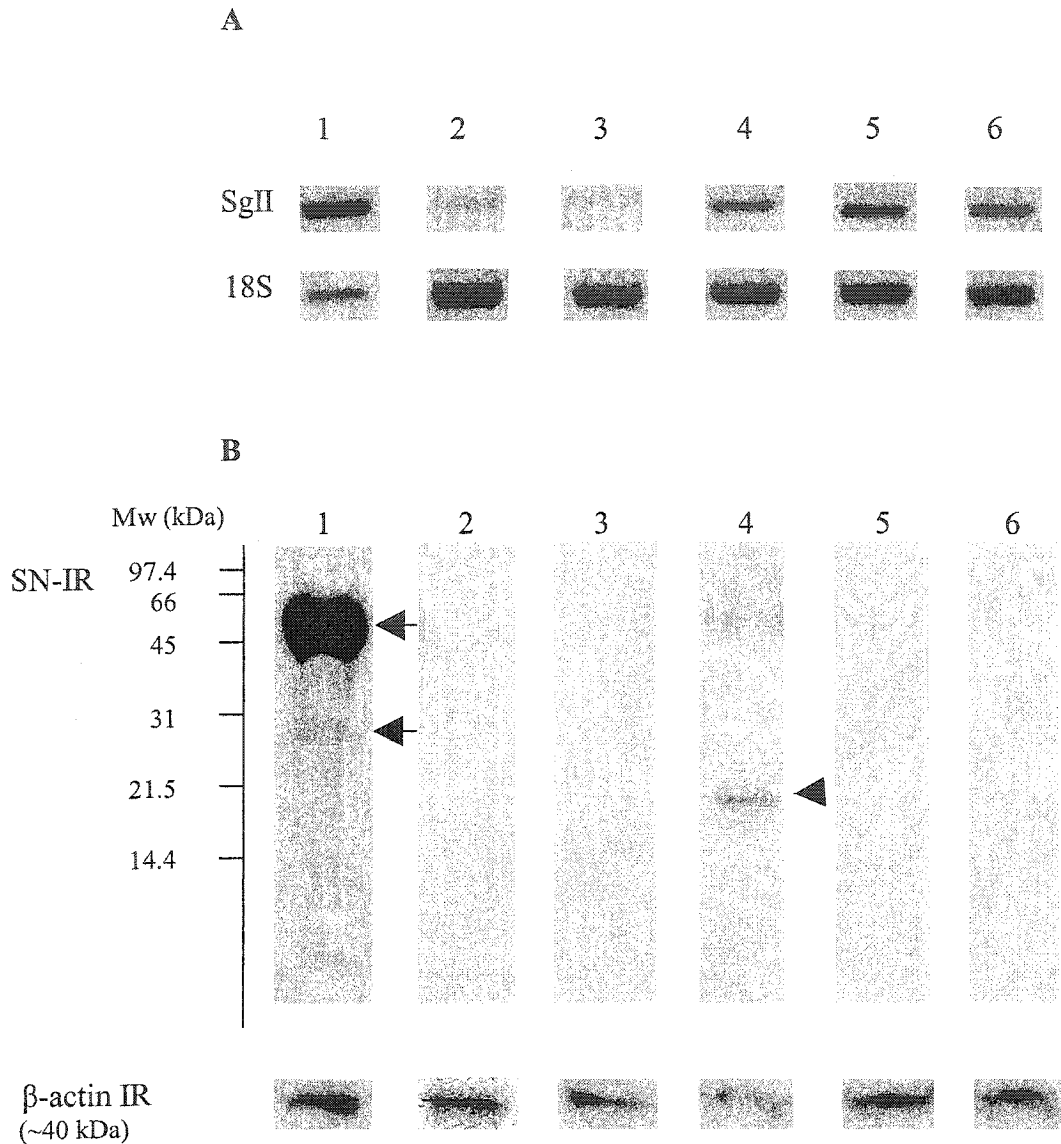 A
1 2 3 4 5 6
SgII
18S
B
Mw (kDa) 1 2 3 4 5 6
SN-IR
97.4
66
45
31
21.5
14.4
β-actin IR
(~40 kDa)